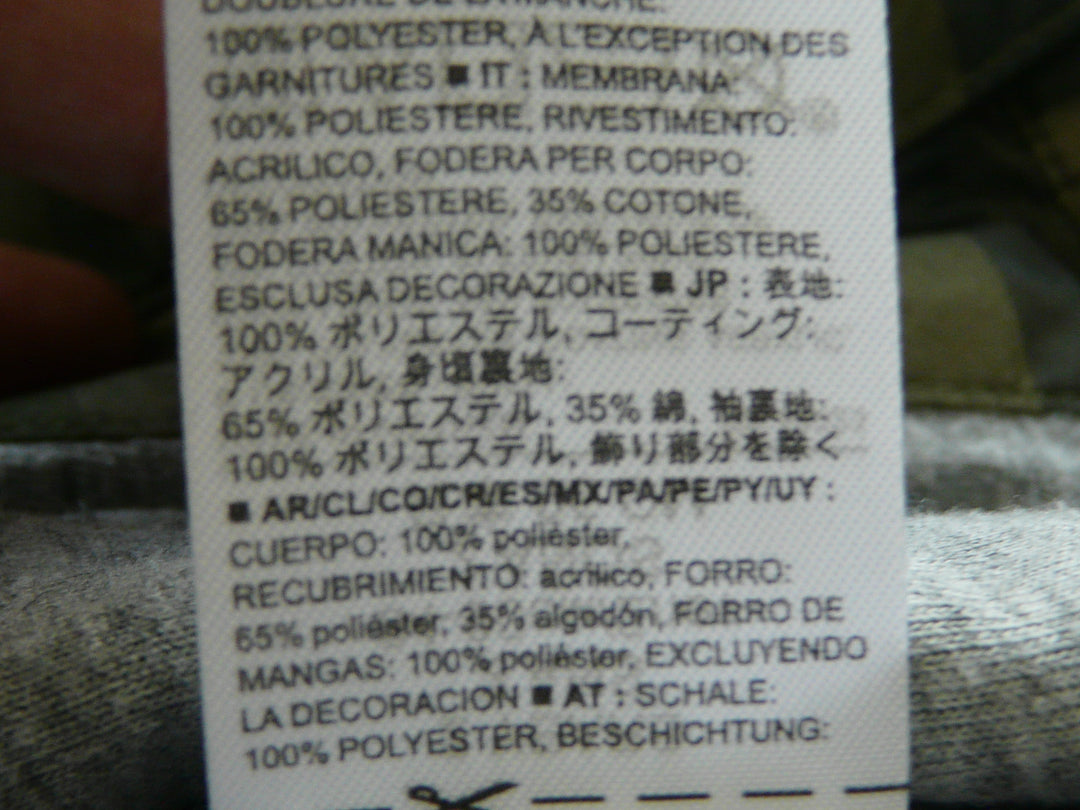 DOUBLURE DE LA MANCHE:
100% POLYESTER, À L'EXCEPTION DES
GARNITURES ■ IT : MEMBRANA:
100% POLIESTERE, RIVESTIMENTO:
ACRILICO, FODERA PER CORPO:
65% POLIESTERE, 35% COTONE,
FODERA MANICA: 100% POLIESTERE,
ESCLUSA DECORAZIONE ■ JP : 表地:
100% ポリエステル, コーティング:
アクリル, 身頃裏地:
65% ポリエステル, 35% 綿, 袖裏地:
100% ポリエステル, 飾り部分を除く
■ AR/CL/CO/CR/ES/MX/PA/PE/PY/UY :
CUERPO: 100% poliéster,
RECUBRIMIENTO: acrílico, FORRO:
65% poliéster, 35% algodón, FORRO DE
MANGAS: 100% poliéster, EXCLUYENDO
LA DECORACION ■ AT : SCHALE:
100% POLYESTER, BESCHICHTUNG: